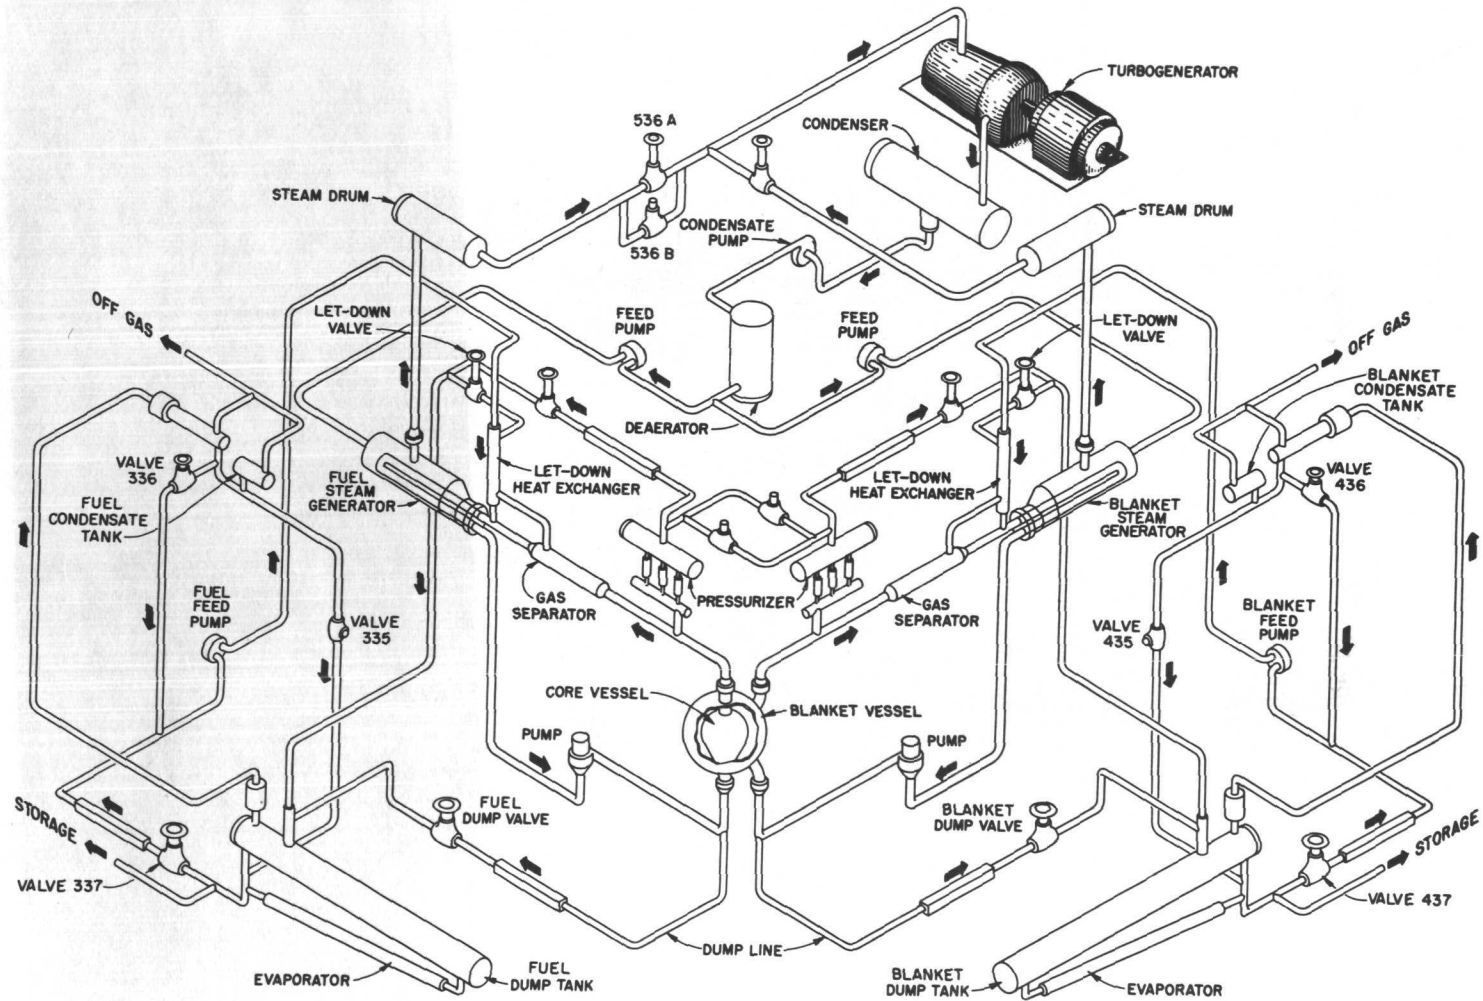 TURBOGENERATOR
536 A
CONDENSER
STEAM DRUM
CONDENSATE
PUMP
STEAM DRUM
536 B
OFF GAS
LET-DOWN
VALVE
FEED
PUMP
FEED
PUMP
LET-DOWN
VALVE
OFF GAS
BLANKET
CONDENSATE
TANK
DEAERATOR
VALVE
336
FUEL
CONDENSATE
TANK
FUEL
STEAM
GENERATOR
LET-DOWN
HEAT EXCHANGER
LET-DOWN
HEAT EXCHANGER
BLANKET
STEAM
GENERATOR
VALVE
436
FUEL
FEED
PUMP
VALVE
335
GAS
SEPARATOR
PRESSURIZER
GAS
SEPARATOR
VALVE
435
BLANKET
FEED
PUMP
CORE VESSEL
BLANKET VESSEL
PUMP
PUMP
STORAGE
FUEL
DUMP VALVE
BLANKET
DUMP VALVE
STORAGE
VALVE 337
VALVE 437
DUMP LINE
EVAPORATOR
FUEL
DUMP TANK
BLANKET
DUMP TANK
EVAPORATOR